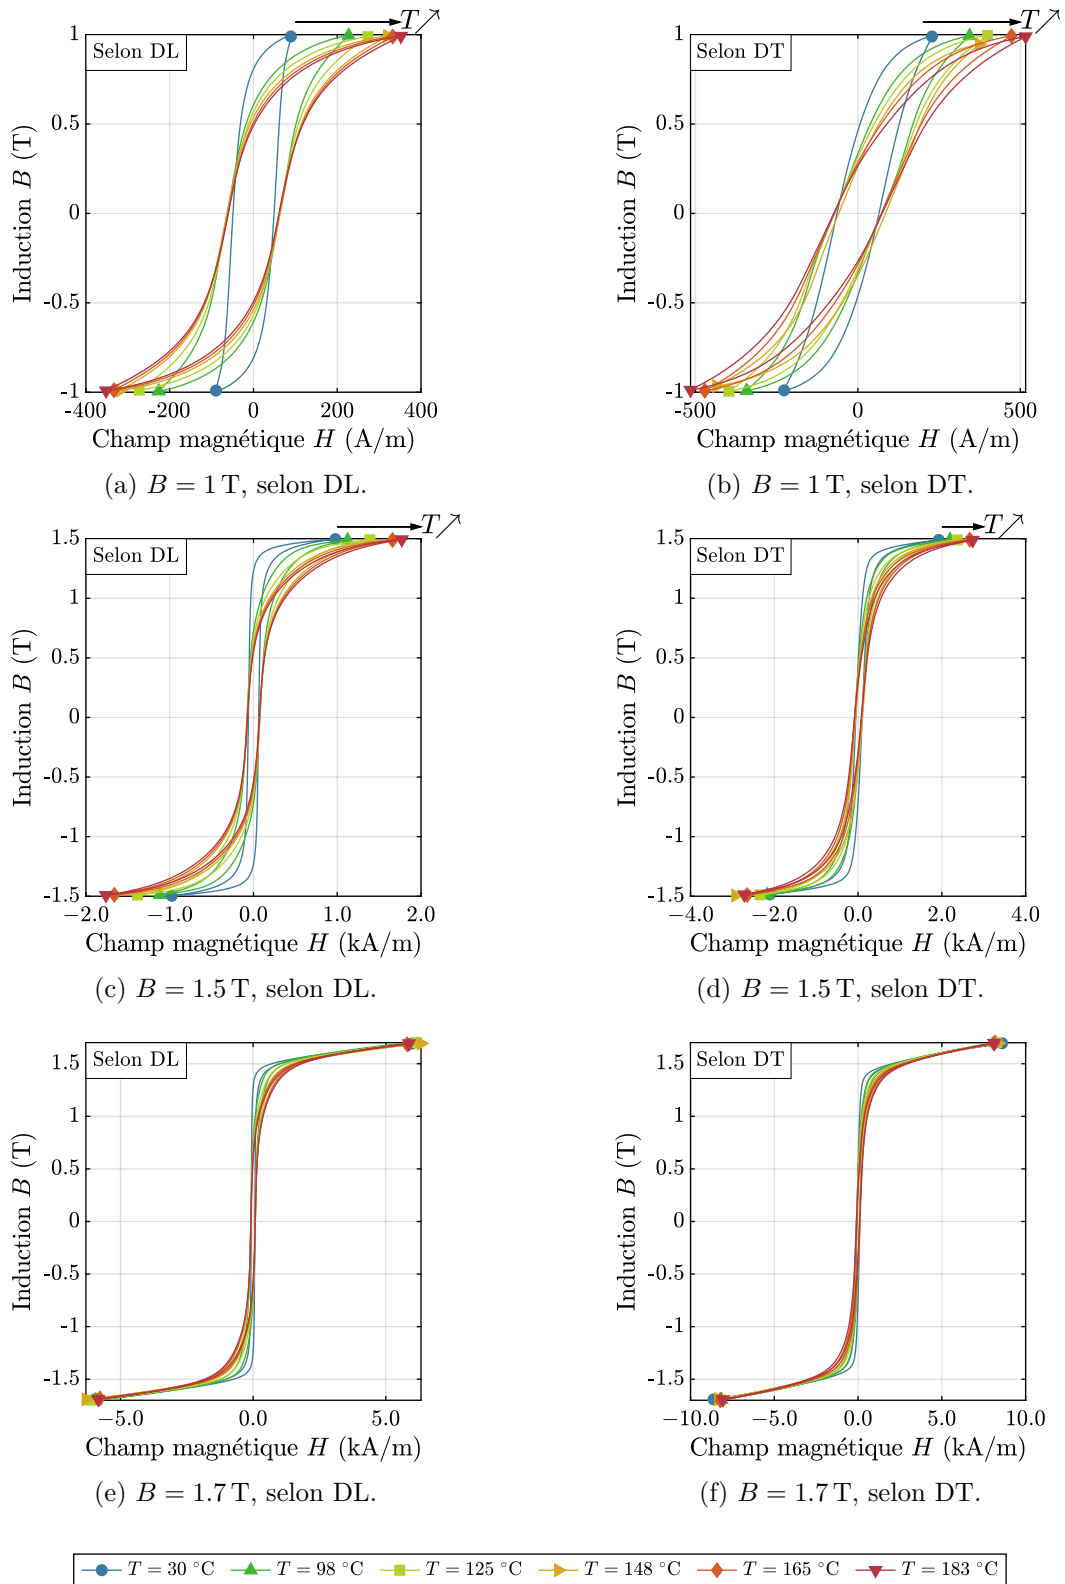 T↗ T↗
Selon DL Selon DT
1 0.5 0 -0.5 -1
Induction B (T)
-400 -200 0 200 400
Champ magnétique H (A/m)
(a) B = 1 T, selon DL.
1 0.5 0 -0.5 -1
Induction B (T)
-500 0 500
Champ magnétique H (A/m)
(b) B = 1 T, selon DT.
T↗ T↗
Selon DL Selon DT
1.5 1 0.5 0 -0.5 -1 -1.5
Induction B (T)
−2.0 −1.0 0.0 1.0 2.0
Champ magnétique H (kA/m)
(c) B = 1.5 T, selon DL.
1.5 1 0.5 0 -0.5 -1 -1.5
Induction B (T)
−4.0 −2.0 0.0 2.0 4.0
Champ magnétique H (kA/m)
(d) B = 1.5 T, selon DT.
Selon DL Selon DT
1.5 1 0.5 0 -0.5 -1 -1.5
Induction B (T)
−5.0 0.0 5.0
Champ magnétique H (kA/m)
(e) B = 1.7 T, selon DL.
1.5 1 0.5 0 -0.5 -1 -1.5
Induction B (T)
−10.0 −5.0 0.0 5.0 10.0
Champ magnétique H (kA/m)
(f) B = 1.7 T, selon DT.
T = 30 °C T = 98 °C T = 125 °C T = 148 °C T = 165 °C T = 183 °C